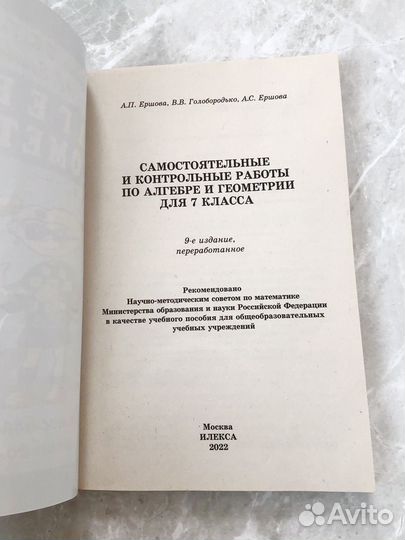 А.П. Ершова, В.В. Голобородько, А.С. Ершова
САМОСТОЯТЕЛЬНЫЕ
И КОНТРОЛЬНЫЕ РАБОТЫ
ПО АЛГЕБРЕ И ГЕОМЕТРИИ
ДЛЯ 7 КЛАССА
9-е издание,
переработанное
Рекомендовано
Научно-методическим советом по математике
Министерства образования и науки Российской Федерации
в качестве учебного пособия для общеобразовательных
учебных учреждений
Москва
ИЛЕКСА
2022
Avito